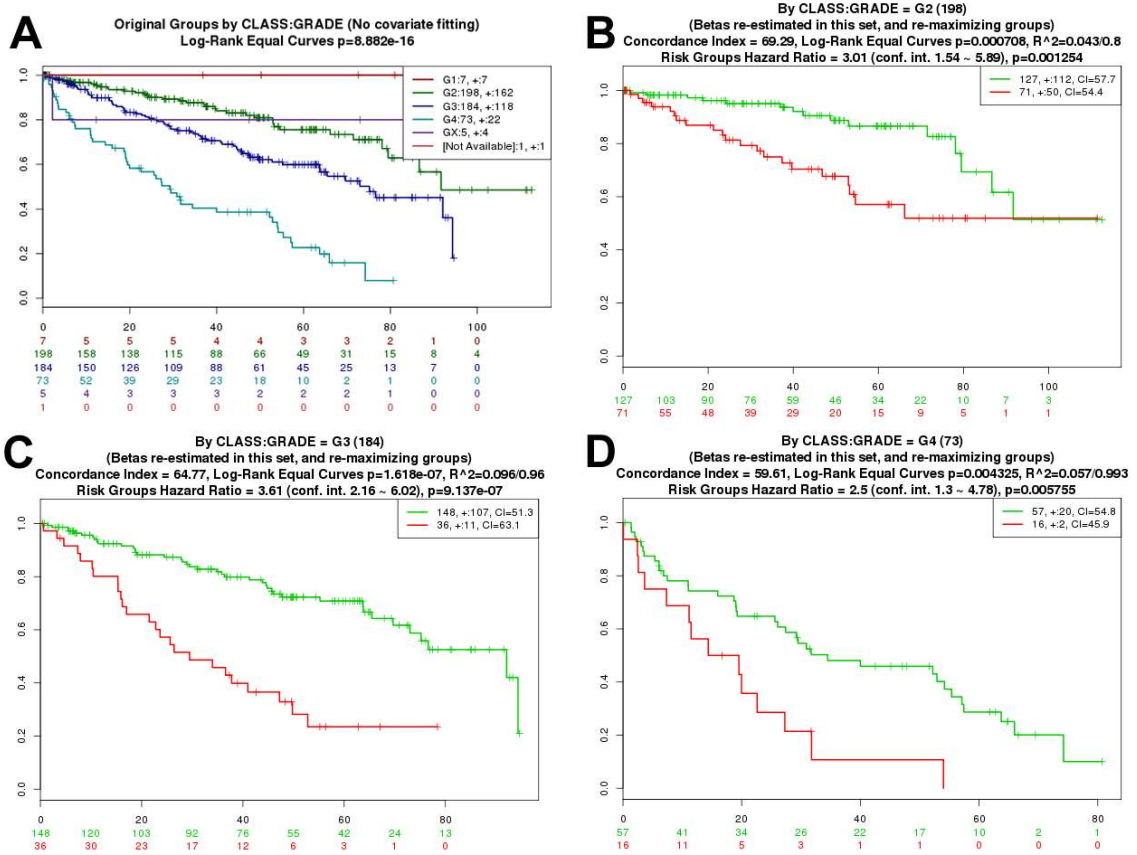 A
Original Groups by CLASS:GRADE (No covariate fitting)
Log-Rank Equal Curves p=8.882e-16
G1:7, +:7
G2:198, +:162
G3:184, +:118
G4:73, +:22
GX:5, +:4
[Not Available]:1, +:1
1.0
0.8
0.6
0.4
0.2
0.0
0 20 40 60 80 100
7 5 5 5 4 4 3 3 2 1 0
198 158 138 115 88 66 49 31 15 8 4
184 150 126 109 88 61 45 25 13 7 0
73 52 39 29 23 18 10 2 1 0 0
5 4 3 3 3 2 2 2 1 0 0
1 0 0 0 0 0 0 0 0 0 0
B
By CLASS:GRADE = G2 (198)
(Betas re-estimated in this set, and re-maximizing groups)
Concordance Index = 69.29, Log-Rank Equal Curves p=0.000708, R^2=0.043/0.8
Risk Groups Hazard Ratio = 3.01 (conf. int. 1.54 ~ 5.89), p=0.001254
127, +:112, CI=57.7
71, +:50, CI=54.4
1.0
0.8
0.6
0.4
0.2
0.0
0 20 40 60 80 100
127 103 90 76 59 46 34 22 10 7 3
71 55 48 39 29 20 15 9 5 1 1
C
By CLASS:GRADE = G3 (184)
(Betas re-estimated in this set, and re-maximizing groups)
Concordance Index = 64.77, Log-Rank Equal Curves p=1.618e-07, R^2=0.096/0.96
Risk Groups Hazard Ratio = 3.61 (conf. int. 2.16 ~ 6.02), p=9.137e-07
148, +:107, CI=51.3
36, +:11, CI=63.1
1.0
0.8
0.6
0.4
0.2
0.0
0 20 40 60 80
148 120 103 92 76 55 42 24 13
36 30 23 17 12 6 3 1 0
D
By CLASS:GRADE = G4 (73)
(Betas re-estimated in this set, and re-maximizing groups)
Concordance Index = 59.61, Log-Rank Equal Curves p=0.004325, R^2=0.057/0.993
Risk Groups Hazard Ratio = 2.5 (conf. int. 1.3 ~ 4.78), p=0.005755
57, +:20, CI=54.8
16, +:2, CI=45.9
1.0
0.8
0.6
0.4
0.2
0.0
0 20 40 60 80
57 41 34 26 22 17 10 2 1
16 11 5 3 1 1 0 0 0